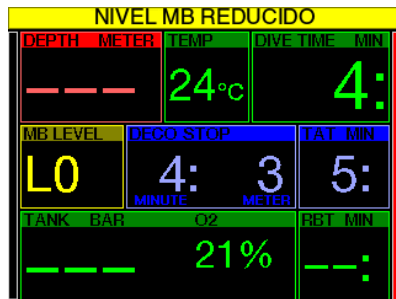 NIVEL MB REDUCIDO
DEPTH METER TEMP DIVE TIME MIN
--- 24°C 4:
MB LEVEL DECO STOP TAT MIN
L0 4: 3 5:
MINUTE METER
TANK BAR O2 RBT MIN
--- 21% --: